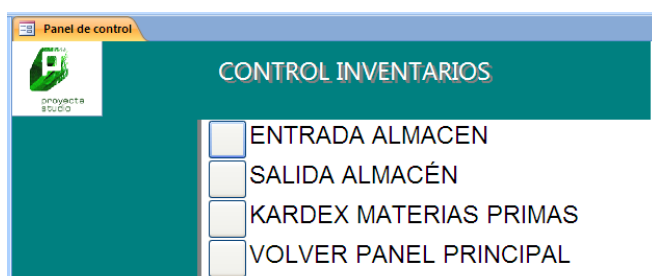 Panel de control
proyecta
studio
CONTROL INVENTARIOS
ENTRADA ALMACEN
SALIDA ALMACÉN
KARDEX MATERIAS PRIMAS
VOLVER PANEL PRINCIPAL